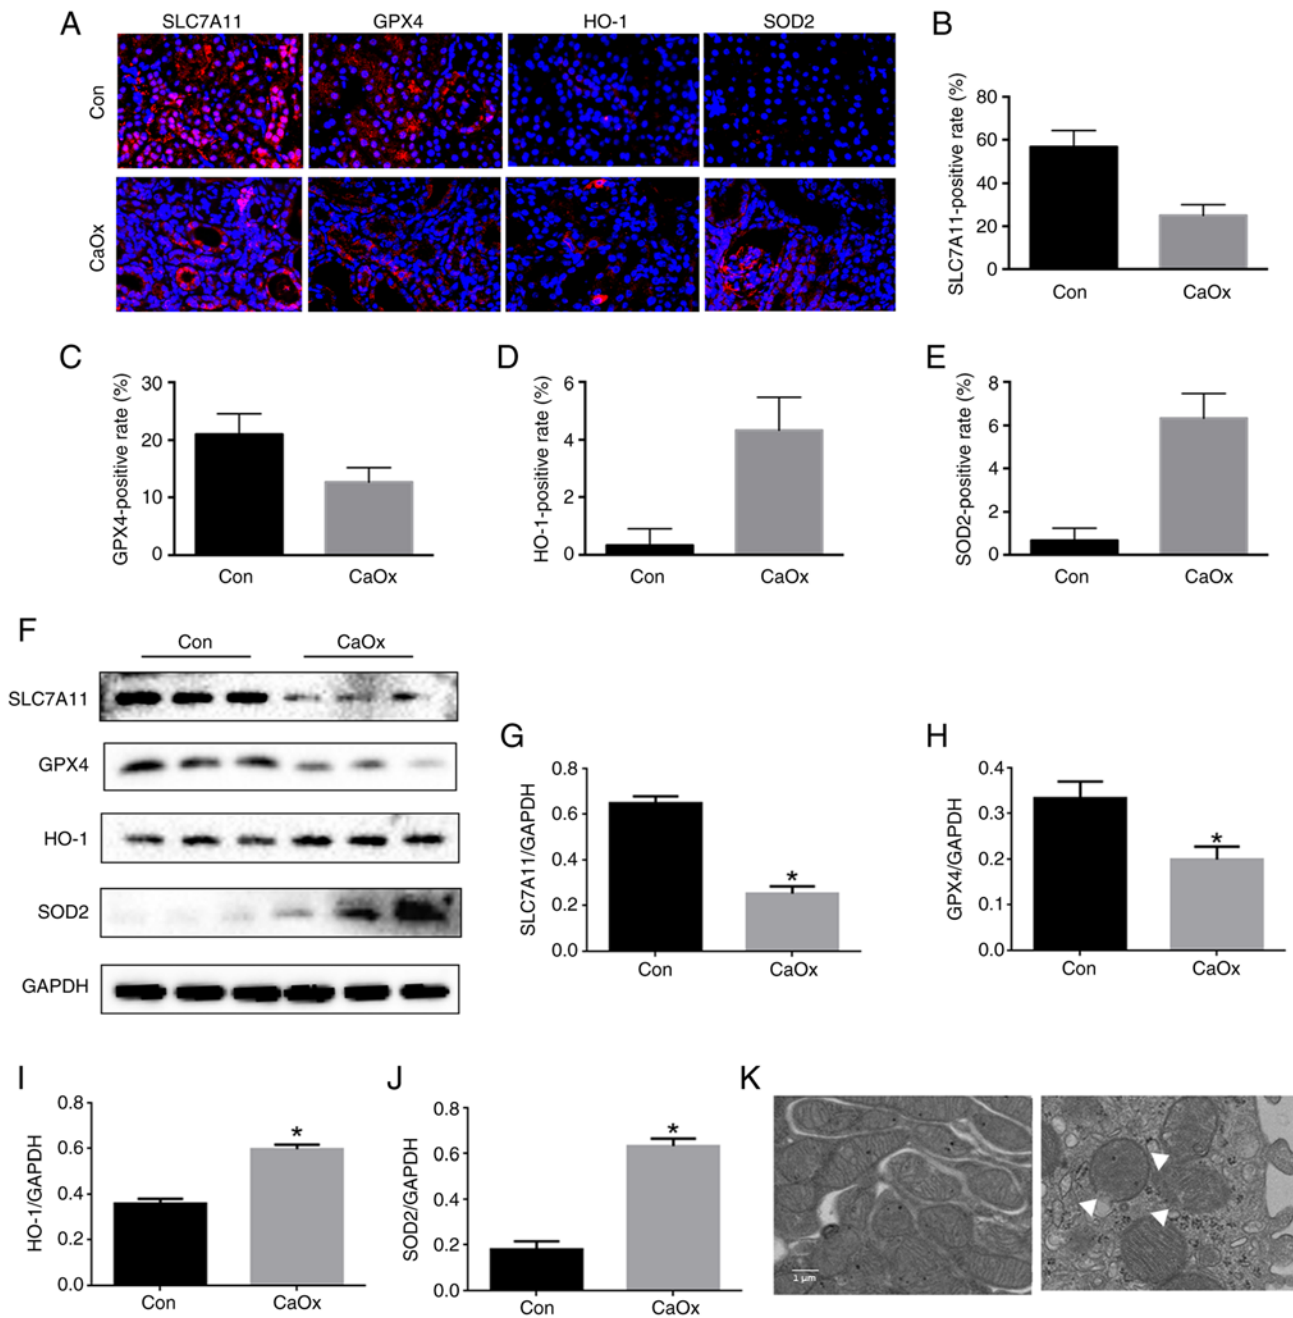 A
SLC7A11
GPX4
HO-1
SOD2
Con
CaOx
B
SLC7A11-positive rate (%)
80
60
40
20
0
Con
CaOx
C
GPX4-positive rate (%)
30
20
10
0
Con
CaOx
D
HO-1-positive rate (%)
6
4
2
0
Con
CaOx
E
SOD2-positive rate (%)
8
6
4
2
0
Con
CaOx
F
Con
CaOx
SLC7A11
GPX4
HO-1
SOD2
GAPDH
G
SLC7A11/GAPDH
0.8
0.6
0.4
0.2
0.0
*
Con
CaOx
H
GPX4/GAPDH
0.4
0.3
0.2
0.1
0.0
*
Con
CaOx
I
HO-1/GAPDH
0.8
0.6
0.4
0.2
0.0
*
Con
CaOx
J
SOD2/GAPDH
0.8
0.6
0.4
0.2
0.0
*
Con
CaOx
K
1 μm